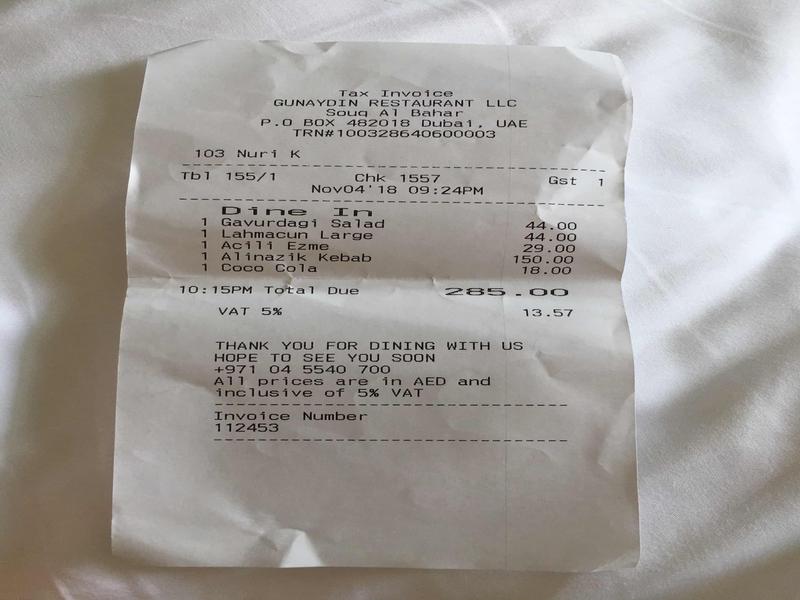 Tax Invoice
GUNAYDIN RESTAURANT LLC
Souq Al Bahar
P.O BOX 482018 Dubai, UAE
TRN#100328640600003
103 Nuri K
Tbl 155/1 Chk 1557 Gst 1
Nov04'18 09:24PM
Dine In
1 Gavurdagi Salad 44.00
1 Lahmacun Large 44.00
1 Acili Ezme 29.00
1 Alinazik Kebab 150.00
1 Coco Cola 18.00
10:15PM Total Due 285.00
VAT 5% 13.57
THANK YOU FOR DINING WITH US
HOPE TO SEE YOU SOON
+971 04 5540 700
All prices are in AED and
inclusive of 5% VAT
Invoice Number
112453